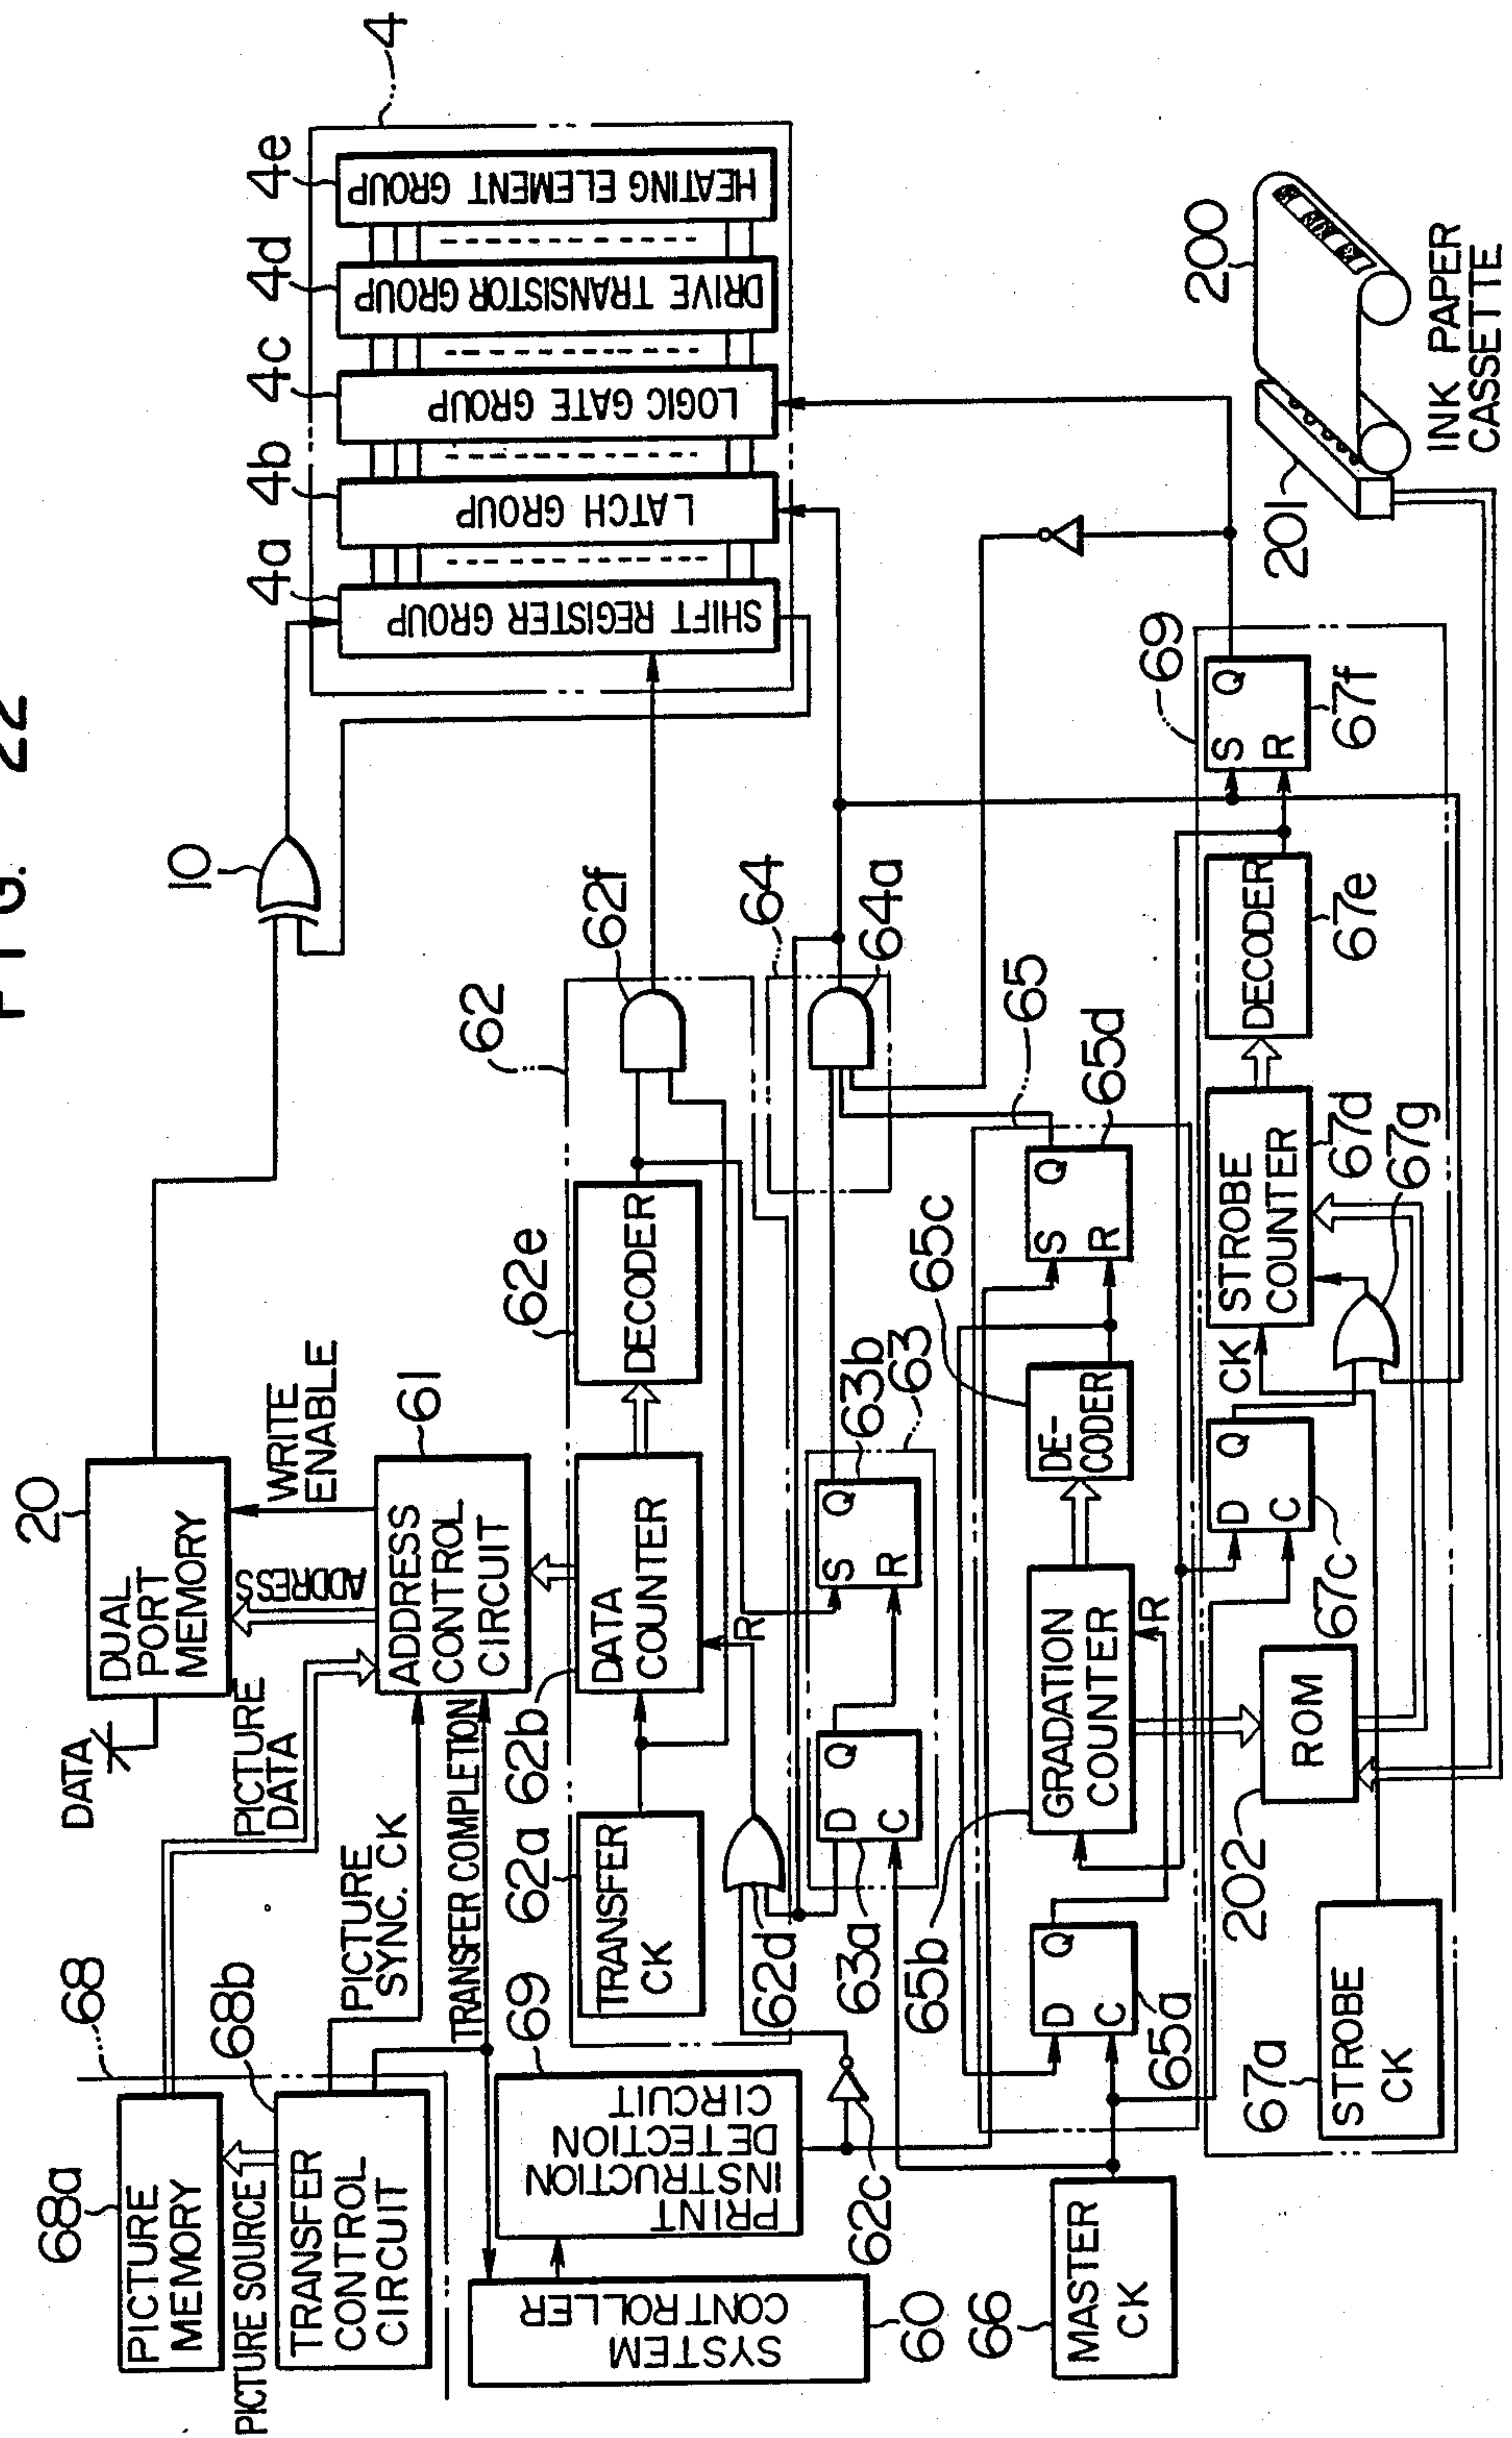 FIG. 22
20
DATA
DUAL
PORT
MEMORY
WRITE
ENABLE
ADDRESS
PICTURE
DATA
68
68a
PICTURE
MEMORY
PICTURE SOURCE
68b
TRANSFER
CONTROL
CIRCUIT
PICTURE
SYNC. CK
TRANSFER COMPLETION
61
ADDRESS
CONTROL
CIRCUIT
10
4
4a
SHIFT REGISTER GROUP
4b
LATCH GROUP
4c
LOGIC GATE GROUP
4d
DRIVE TRANSISTOR GROUP
4e
HEATING ELEMENT GROUP
62
62a
TRANSFER
CK
62b
DATA
COUNTER
R
62e
DECODER
62f
62d
62c
69
PRINT
INSTRUCTION
DETECTION
CIRCUIT
SYSTEM
CONTROLLER
60
63
63a
D Q
C
63b
S Q
R
64
64a
65
65a
D Q
C
65b
GRADATION
COUNTER
R
65c
DE-
CODER
65d
S Q
R
66
MASTER
CK
67a
STROBE
CK
202
ROM
67c
D Q
C
CK
STROBE
COUNTER
67d
67g
DECODER
67e
69
S Q
R
67f
200
201
INK PAPER
CASSETTE